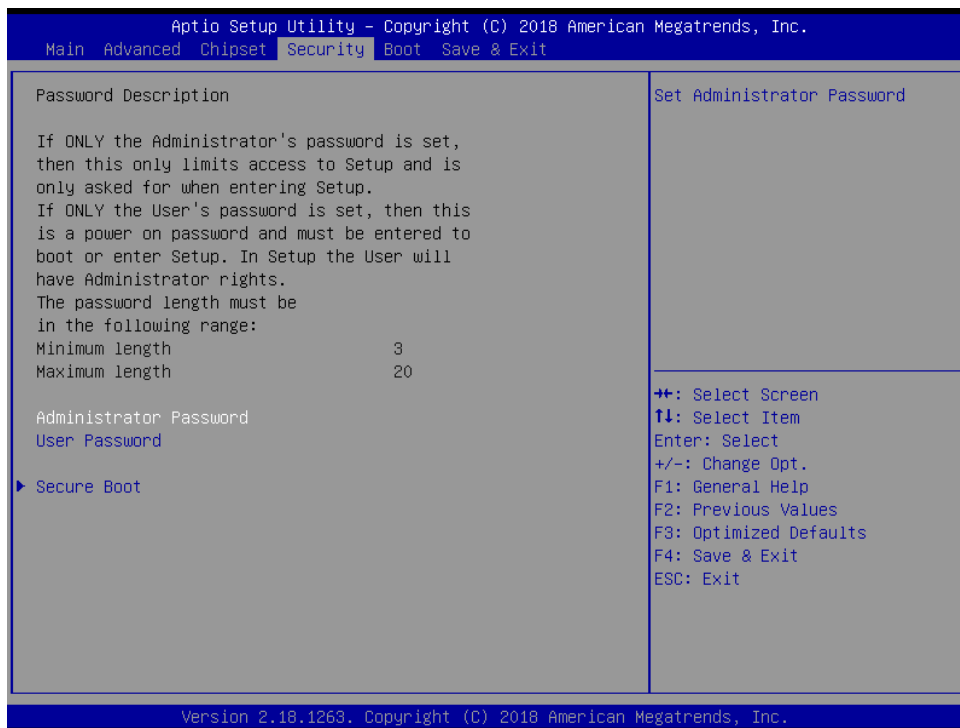 Aptio Setup Utility – Copyright (C) 2018 American Megatrends, Inc.
Main Advanced Chipset Security Boot Save & Exit
Password Description
If ONLY the Administrator's password is set,
then this only limits access to Setup and is
only asked for when entering Setup.
If ONLY the User's password is set, then this
is a power on password and must be entered to
boot or enter Setup. In Setup the User will
have Administrator rights.
The password length must be
in the following range:
Minimum length 3
Maximum length 20
Administrator Password
User Password
Secure Boot
Set Administrator Password
→←: Select Screen
↑↓: Select Item
Enter: Select
+/-: Change Opt.
F1: General Help
F2: Previous Values
F3: Optimized Defaults
F4: Save & Exit
ESC: Exit
Version 2.18.1263. Copyright (C) 2018 American Megatrends, Inc.